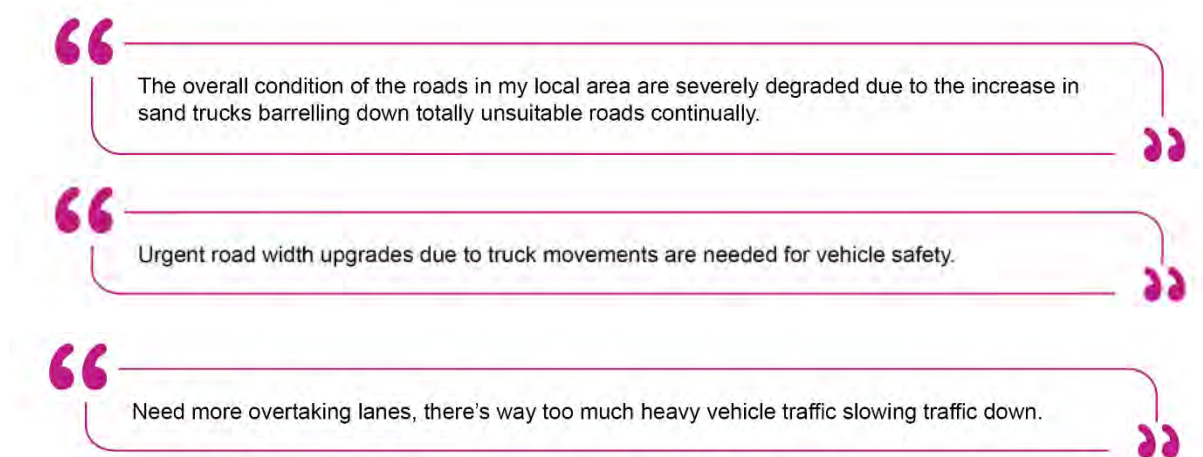 The overall condition of the roads in my local area are severely degraded due to the increase in
sand trucks barrelling down totally unsuitable roads continually.
Urgent road width upgrades due to truck movements are needed for vehicle safety.
Need more overtaking lanes, there’s way too much heavy vehicle traffic slowing traffic down.